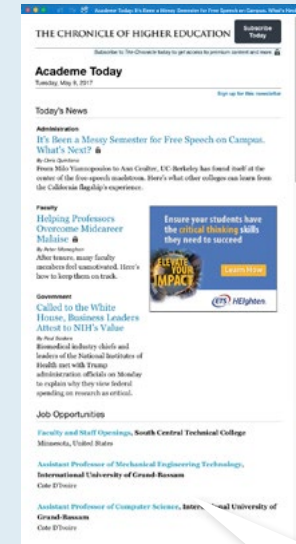 Academe Today: It's Been a Messy Semester for Free Speech on Campus. What's Next
THE CHRONICLE OF HIGHER EDUCATION
Subscribe
Today
Subscribe to The Chronicle today to get access to premium content and more.
Academe Today
Tuesday, May 9, 2017
Sign up for this newsletter
Today's News
Administration
It's Been a Messy Semester for Free Speech on Campus.
What's Next?
By Chris Quintana
From Milo Yiannopoulos to Ann Coulter, UC-Berkeley has found itself at the
center of the free-speech maelstrom. Here's what other colleges can learn from
the California flagship's experience.
Faculty
Helping Professors
Overcome Midcareer
Malaise
By Peter Monaghan
After tenure, many faculty
members feel unmotivated. Here's
how to keep them on track.
Ensure your students have
the critical thinking skills
they need to succeed
ELEVATE
YOUR
IMPACT
Learn How
ETS HEIghten
Government
Called to the White
House, Business Leaders
Attest to NIH's Value
By Paul Basken
Biomedical industry chiefs and
leaders of the National Institutes of
Health met with Trump
administration officials on Monday
to explain why they view federal
spending on research as critical.
Job Opportunities
Faculty and Staff Openings, South Central Technical College
Minnesota, United States
Assistant Professor of Mechanical Engineering Technology,
International University of Grand-Bassam
Cote D'Ivoire
Assistant Professor of Computer Science, International University of
Grand-Bassam
Cote D'Ivoire